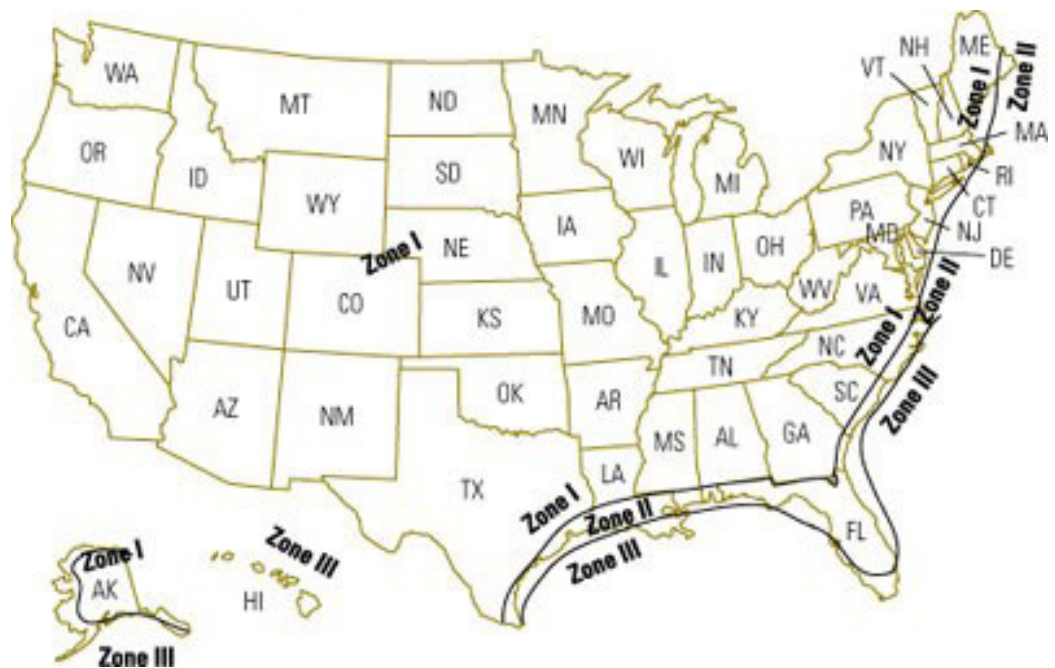 WA
OR
CA
NV
ID
MT
WY
UT
AZ
CO
NM
ND
SD
NE
Zone I
KS
OK
TX
MN
IA
MO
AR
LA
WI
IL
MI
IN
OH
KY
TN
MS
AL
GA
FL
SC
NC
VA
WV
PA
MD
NY
VT
NH
ME
MA
RI
CT
NJ
DE
Zone I
Zone II
Zone II
Zone I
Zone III
Zone I
Zone II
Zone III
Zone I
AK
Zone III
Zone III
HI